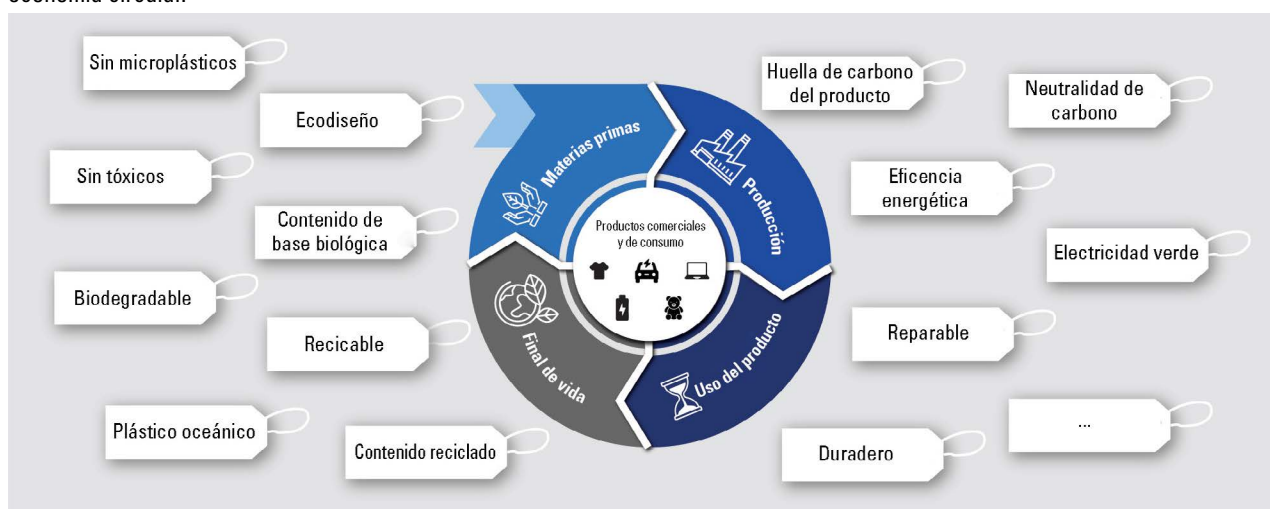 Sin microplásticos
Ecodiseño
Sin tóxicos
Contenido de
base biológica
Biodegradable
Recicable
Plástico oceánico
Contenido reciclado
Materias primas
Producción
Uso del producto
Final de vida
Productos comerciales
y de consumo
Huella de carbono
del producto
Neutralidad de
carbono
Eficencia
energética
Electricidad verde
Reparable
...
Duradero